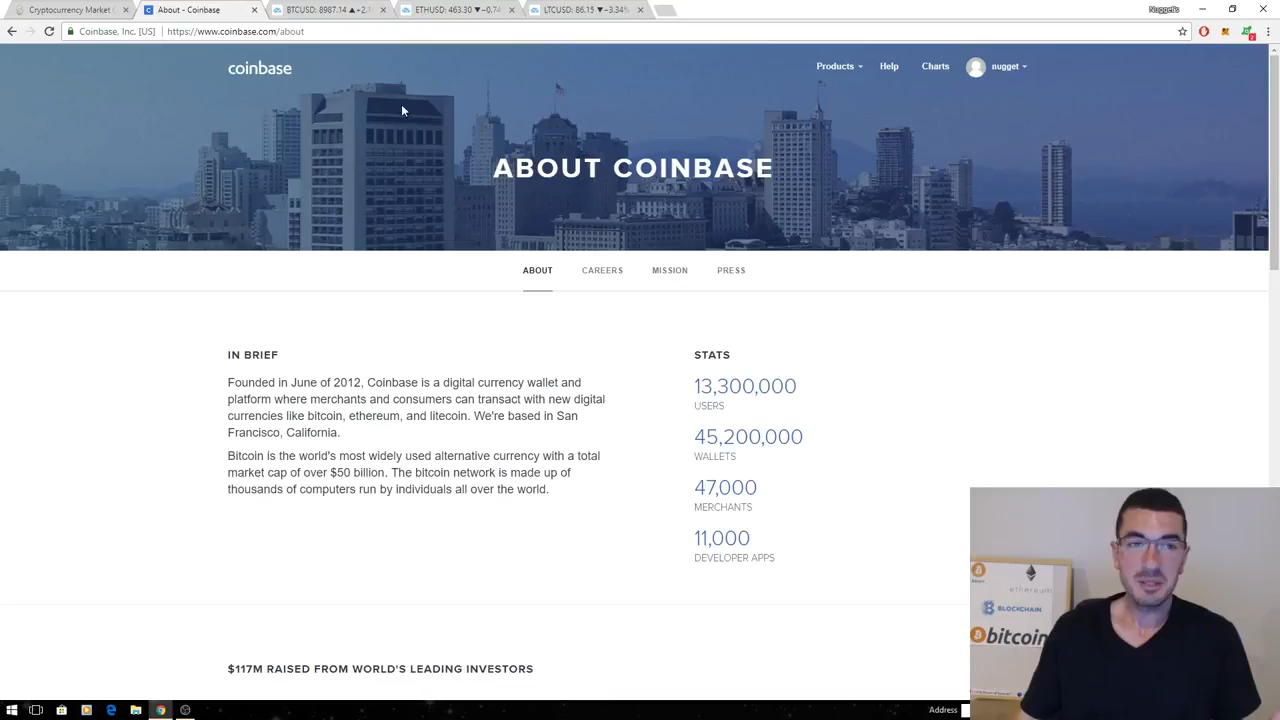 Cryptocurrency Market
About - Coinbase
BTCUSD: 8987.14 ▲+2.
ETHUSD: 463.30 ▼−0.74
LTCUSD: 86.15 ▼−3.34%
Nugget's
Coinbase, Inc. [US]
https://www.coinbase.com/about
coinbase
Products
Help
Charts
nugget
ABOUT COINBASE
ABOUT
CAREERS
MISSION
PRESS
IN BRIEF
Founded in June of 2012, Coinbase is a digital currency wallet and
platform where merchants and consumers can transact with new digital
currencies like bitcoin, ethereum, and litecoin. We're based in San
Francisco, California.
Bitcoin is the world's most widely used alternative currency with a total
market cap of over $50 billion. The bitcoin network is made up of
thousands of computers run by individuals all over the world.
STATS
13,300,000
USERS
45,200,000
WALLETS
47,000
MERCHANTS
11,000
DEVELOPER APPS
$117M RAISED FROM WORLD'S LEADING INVESTORS
ethereum
BLOCKCHAIN
bitcoin
Address